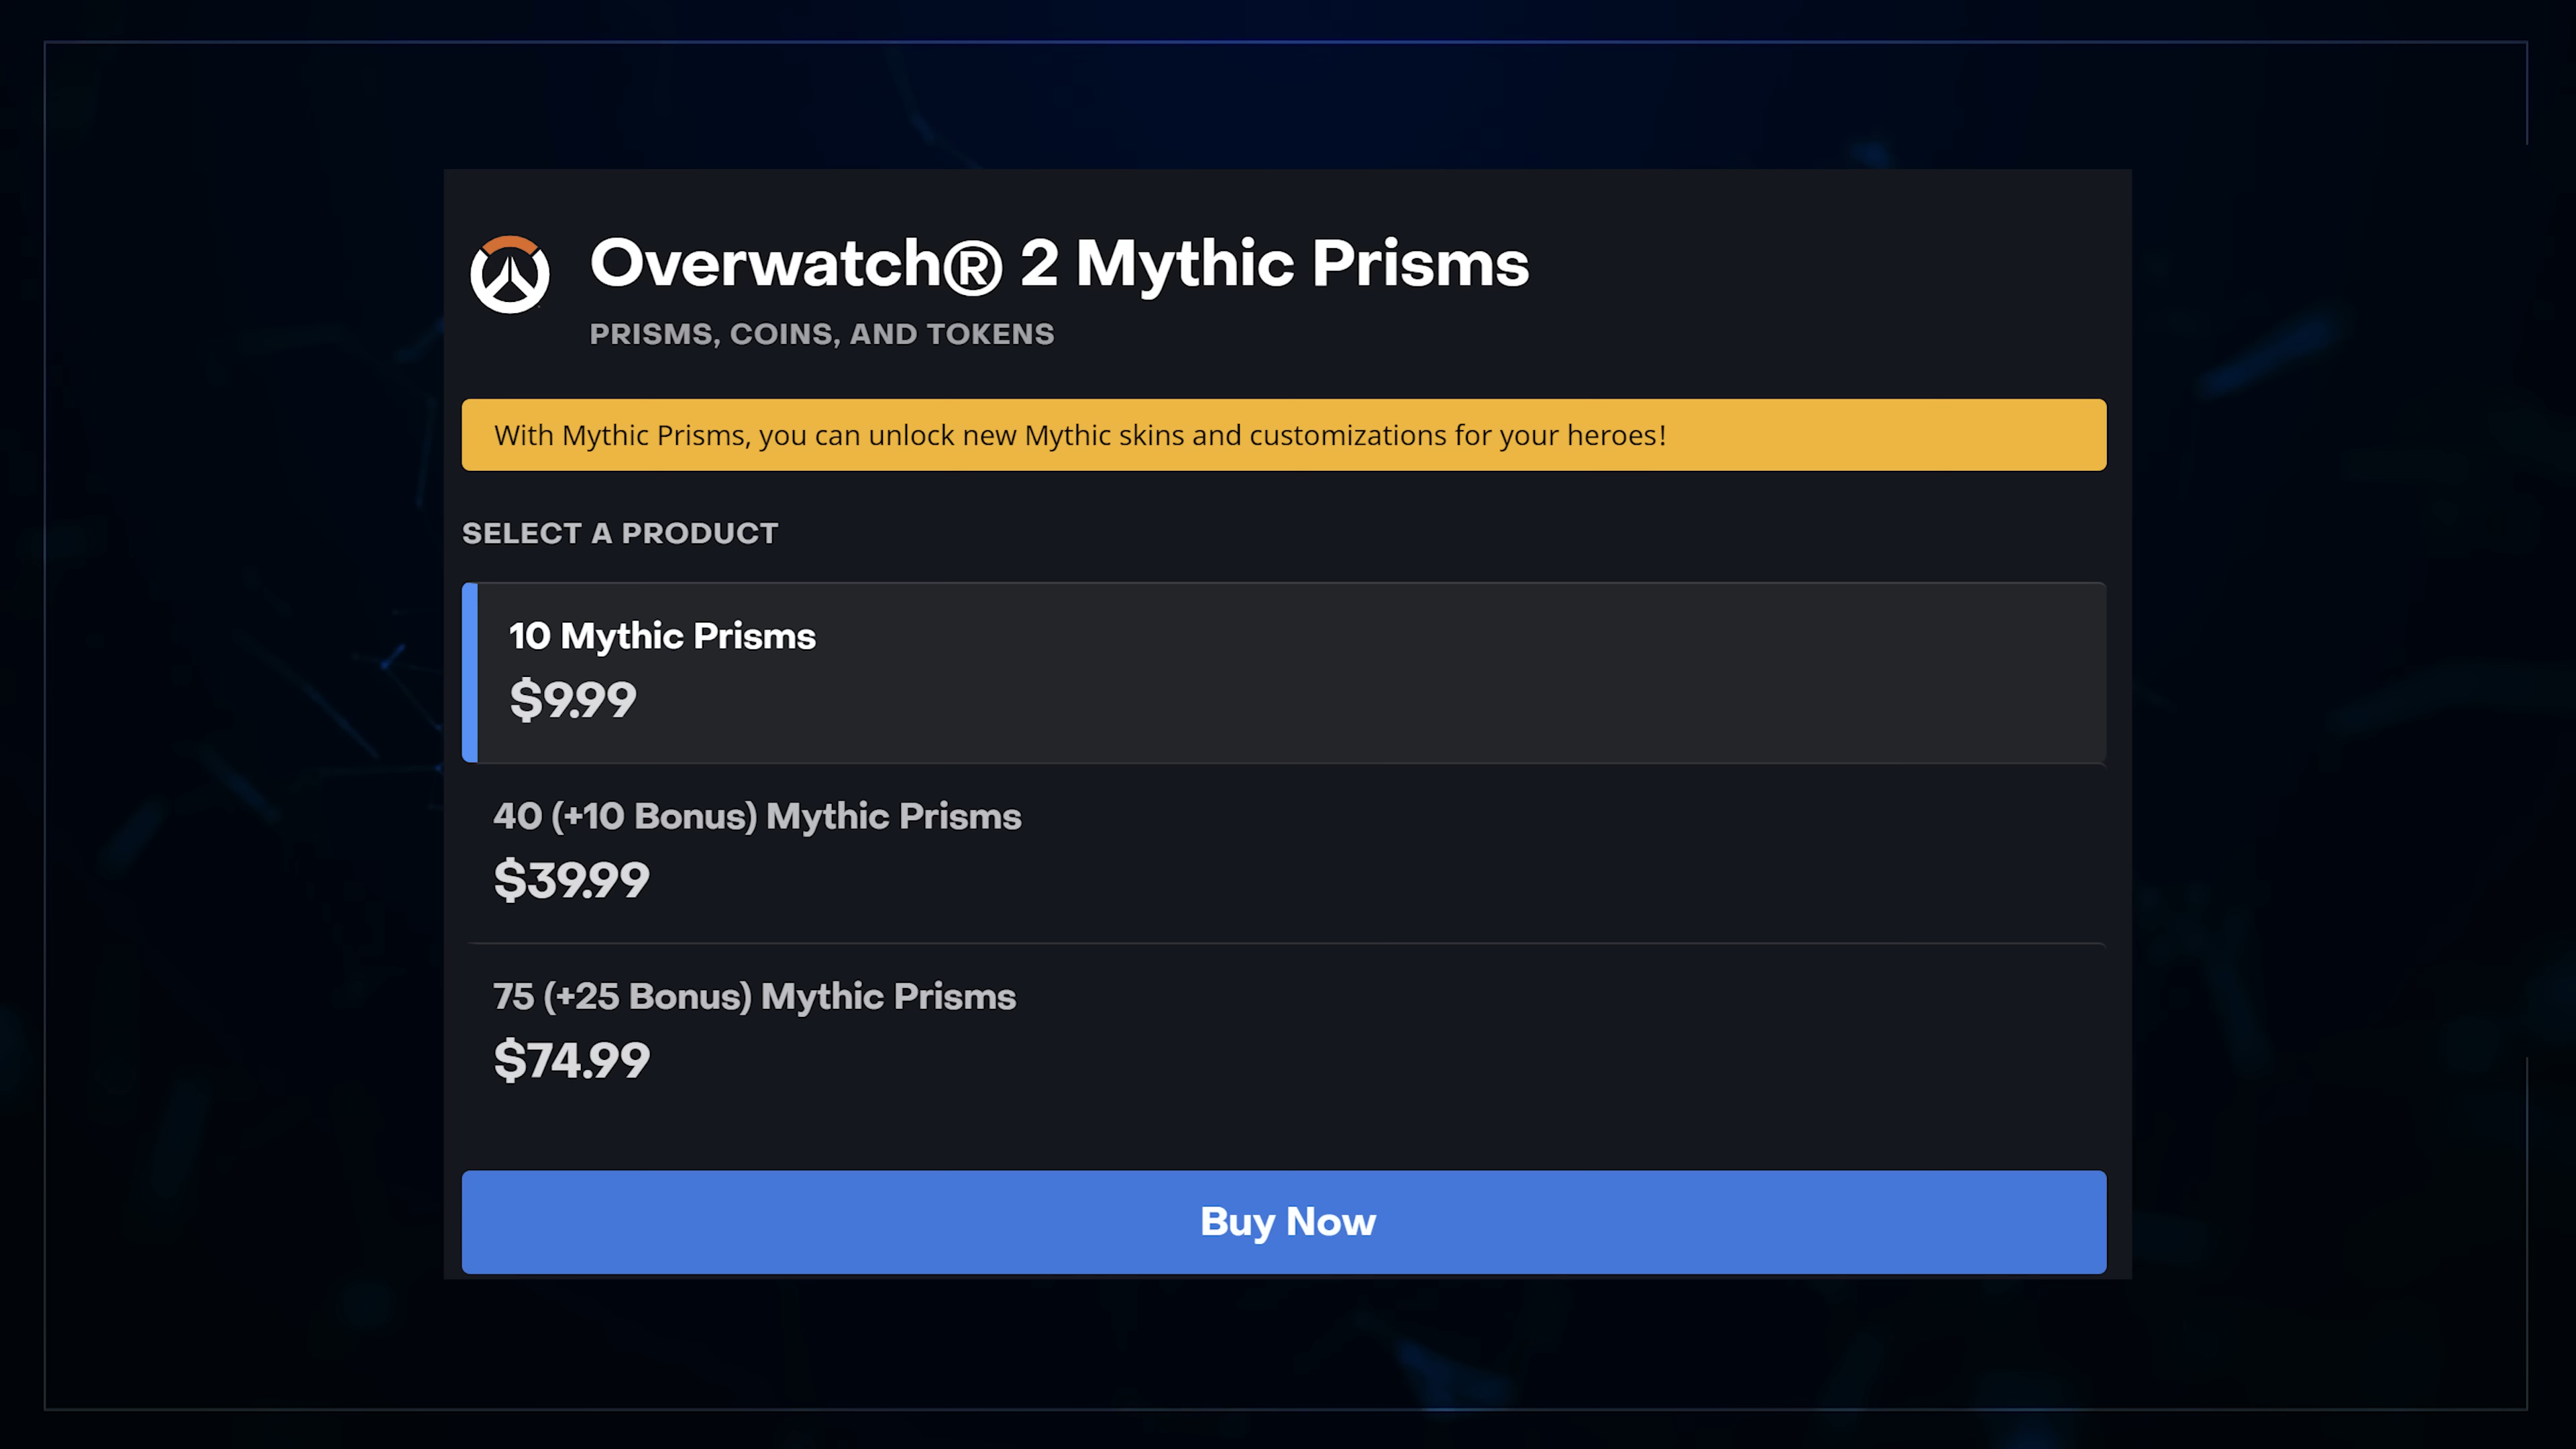 Overwatch® 2 Mythic Prisms
PRISMS, COINS, AND TOKENS
With Mythic Prisms, you can unlock new Mythic skins and customizations for your heroes!
SELECT A PRODUCT
10 Mythic Prisms
$9.99
40 (+10 Bonus) Mythic Prisms
$39.99
75 (+25 Bonus) Mythic Prisms
$74.99
Buy Now